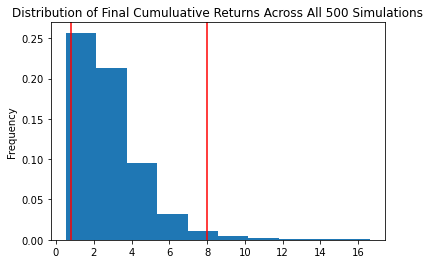 Distribution of Final Cumuluative Returns Across All 500 Simulations
0.25
0.20
0.15
0.10
0.05
0.00
Frequency
0 2 4 6 8 10 12 14 16